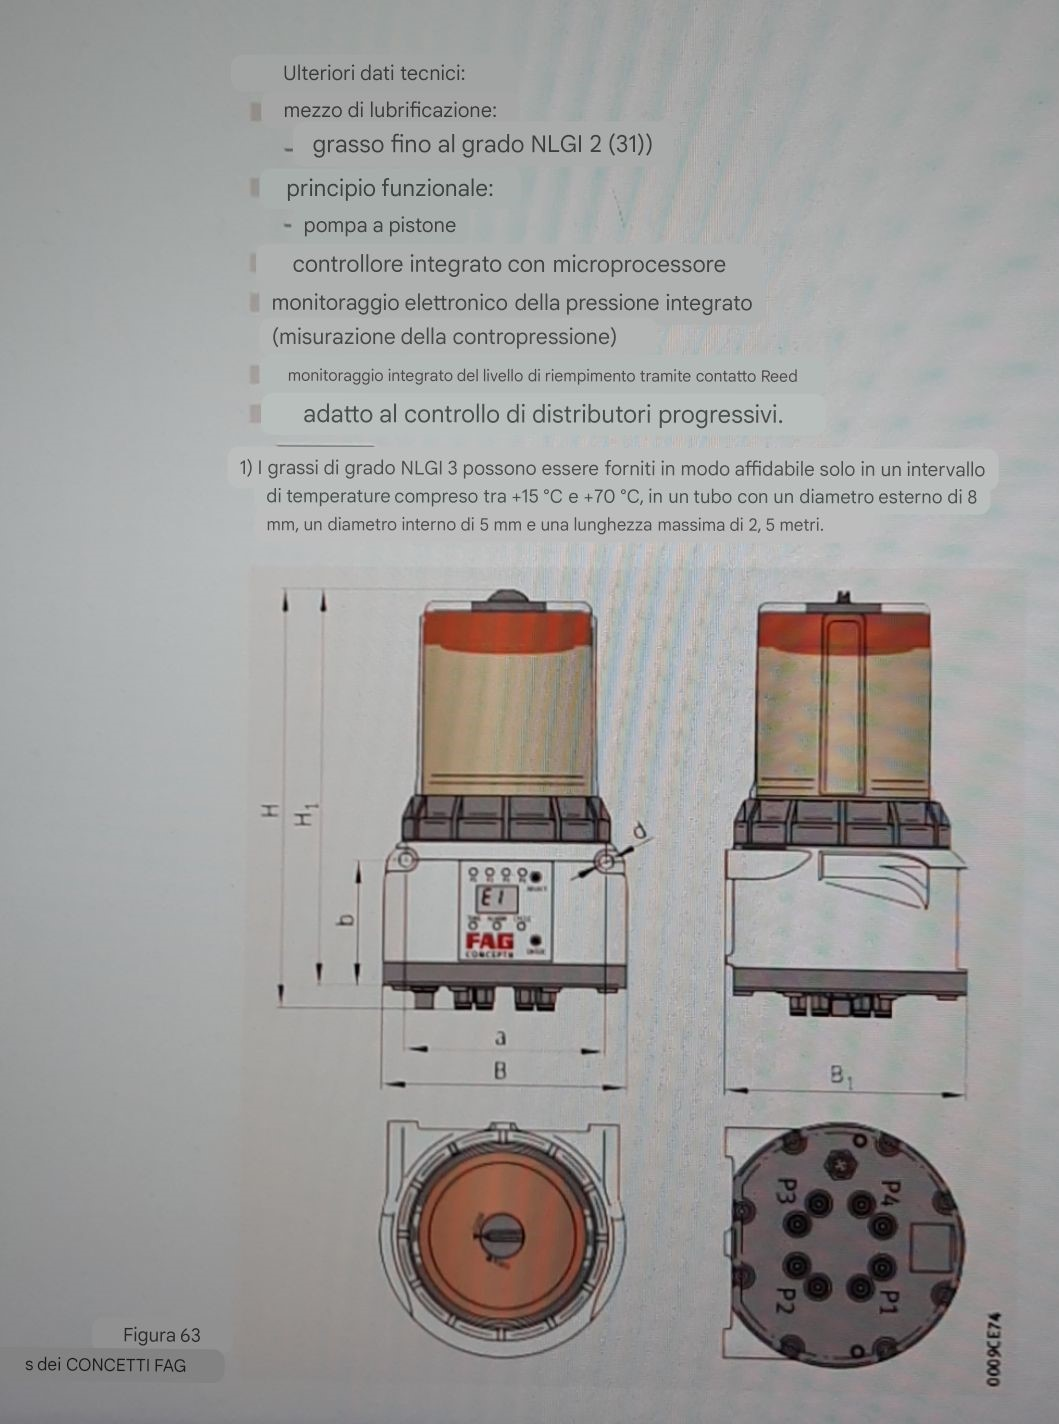 Ulteriori dati tecnici:
mezzo di lubrificazione:
- grasso fino al grado NLGI 2 (31))
principio funzionale:
- pompa a pistone
controllore integrato con microprocessore
monitoraggio elettronico della pressione integrato
(misurazione della contropressione)
monitoraggio integrato del livello di riempimento tramite contatto Reed
adatto al controllo di distributori progressivi.
1) I grassi di grado NLGI 3 possono essere forniti in modo affidabile solo in un intervallo
di temperature compreso tra +15 °C e +70 °C, in un tubo con un diametro esterno di 8
mm, un diametro interno di 5 mm e una lunghezza massima di 2, 5 metri.
H
H1
d
b
SELECT
E1
FAG
a
B
B1
P3
P4
P2
P1
Figura 63
s dei CONCETTI FAG
0009CE74